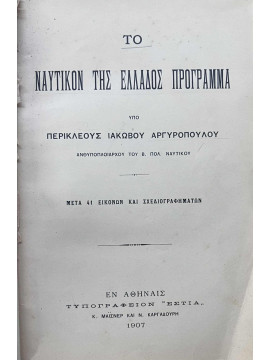 ΤΟ
ΝΑΥΤΙΚΟΝ ΤΗΣ ΕΛΛΑΔΟΣ ΠΡΟΓΡΑΜΜΑ
ΥΠΟ
ΠΕΡΙΚΛΕΟΥΣ ΙΑΚΩΒΟΥ ΑΡΓΥΡΟΠΟΥΛΟΥ
ΑΝΘΥΠΟΠΛΟΙΑΡΧΟΥ ΤΟΥ Β. ΠΟΛ. ΝΑΥΤΙΚΟΥ
ΜΕΤΑ 41 ΕΙΚΟΝΩΝ ΚΑΙ ΣΧΕΔΙΟΓΡΑΦΗΜΑΤΩΝ
ΕΝ ΑΘΗΝΑΙΣ
ΤΥΠΟΓΡΑΦΕΙΟΝ „ΕΣΤΙΑ„
Κ. ΜΑΪΣΝΕΡ ΚΑΙ Ν. ΚΑΡΓΑΔΟΥΡΗ
1907